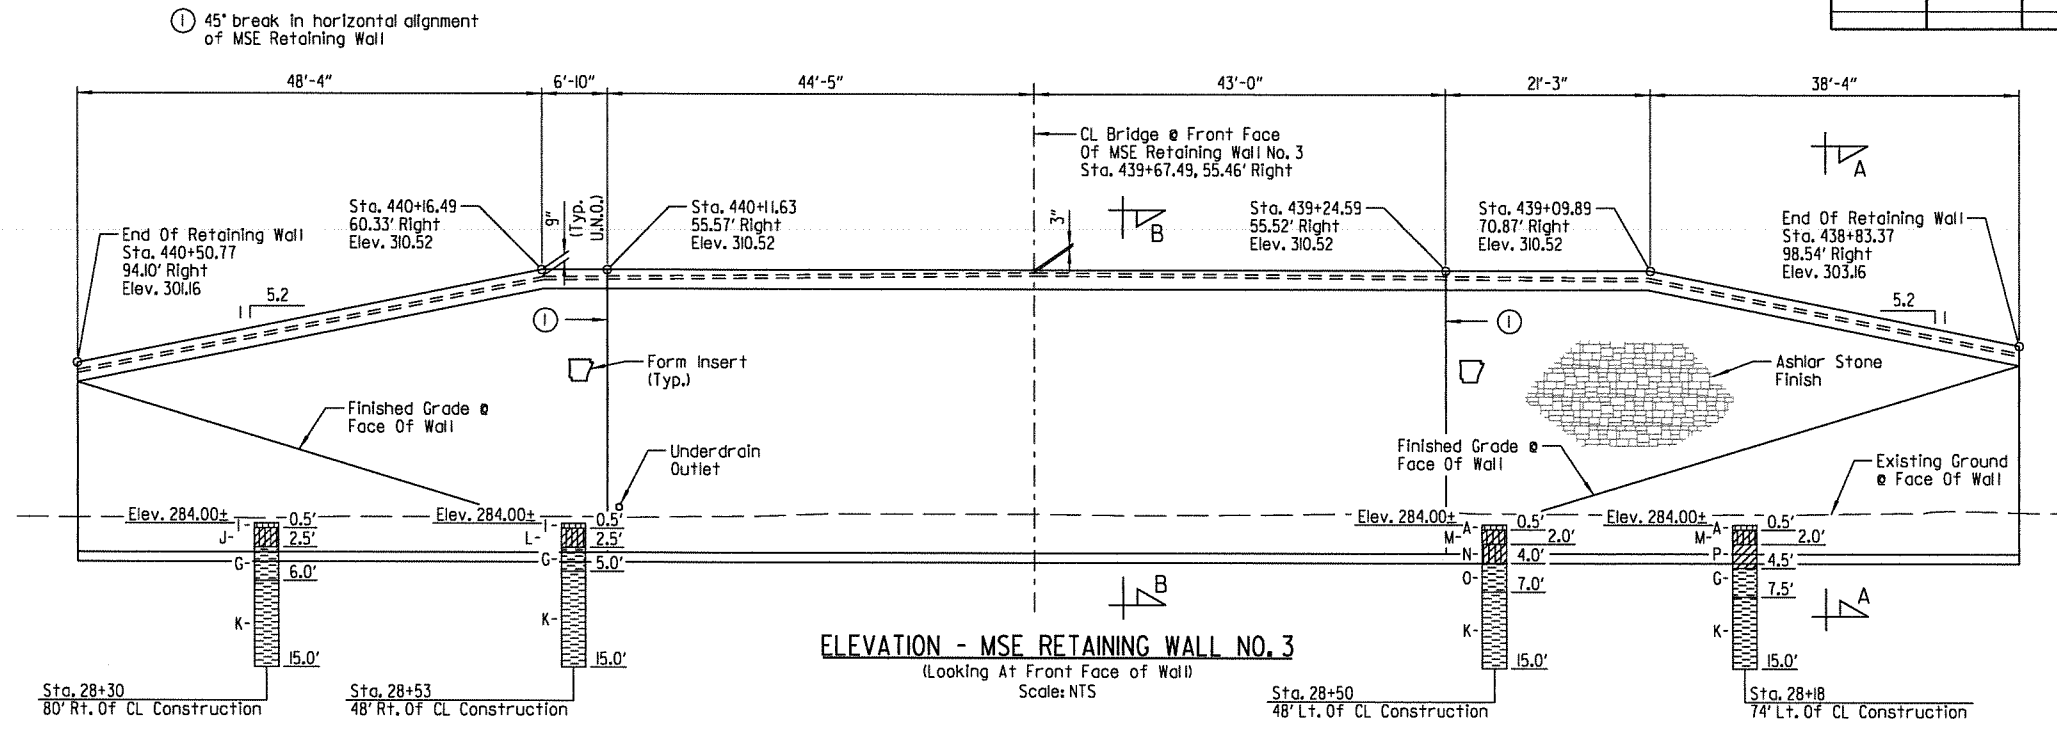 ① 45° break in horizontal alignment
of MSE Retaining Wall
48'-4"
6'-10"
44'-5"
43'-0"
21'-3"
38'-4"
CL Bridge @ Front Face
Of MSE Retaining Wall No. 3
Sta. 439+67.49, 55.46' Right
A
End Of Retaining Wall
Sta. 440+50.77
94.10' Right
Elev. 301.16
Sta. 440+16.49
60.33' Right
Elev. 310.52
9"
(Typ.
U.N.O.)
Sta. 440+11.63
55.57' Right
Elev. 310.52
3"
B
Sta. 439+24.59
55.52' Right
Elev. 310.52
Sta. 439+09.89
70.87' Right
Elev. 310.52
End Of Retaining Wall
Sta. 438+83.37
98.54' Right
Elev. 303.16
5.2
1
5.2
1
①
①
Form Insert
(Typ.)
Ashlar Stone
Finish
Finished Grade @
Face Of Wall
Underdrain
Outlet
Finished Grade @
Face Of Wall
Existing Ground
@ Face Of Wall
Elev. 284.00±
I-
0.5'
J-
2.5'
G-
6.0'
K-
15.0'
Elev. 284.00±
I-
0.5'
L-
2.5'
G-
5.0'
K-
15.0'
Elev. 284.00±
A-
0.5'
M-
2.0'
N-
4.0'
O-
7.0'
K-
15.0'
Elev. 284.00±
A-
0.5'
M-
2.0'
P-
4.5'
G-
7.5'
K-
15.0'
B
A
ELEVATION - MSE RETAINING WALL NO. 3
(Looking At Front Face of Wall)
Scale: NTS
Sta. 28+30
80' Rt. Of CL Construction
Sta. 28+53
48' Rt. Of CL Construction
Sta. 28+50
48' Lt. Of CL Construction
Sta. 28+18
74' Lt. Of CL Construction